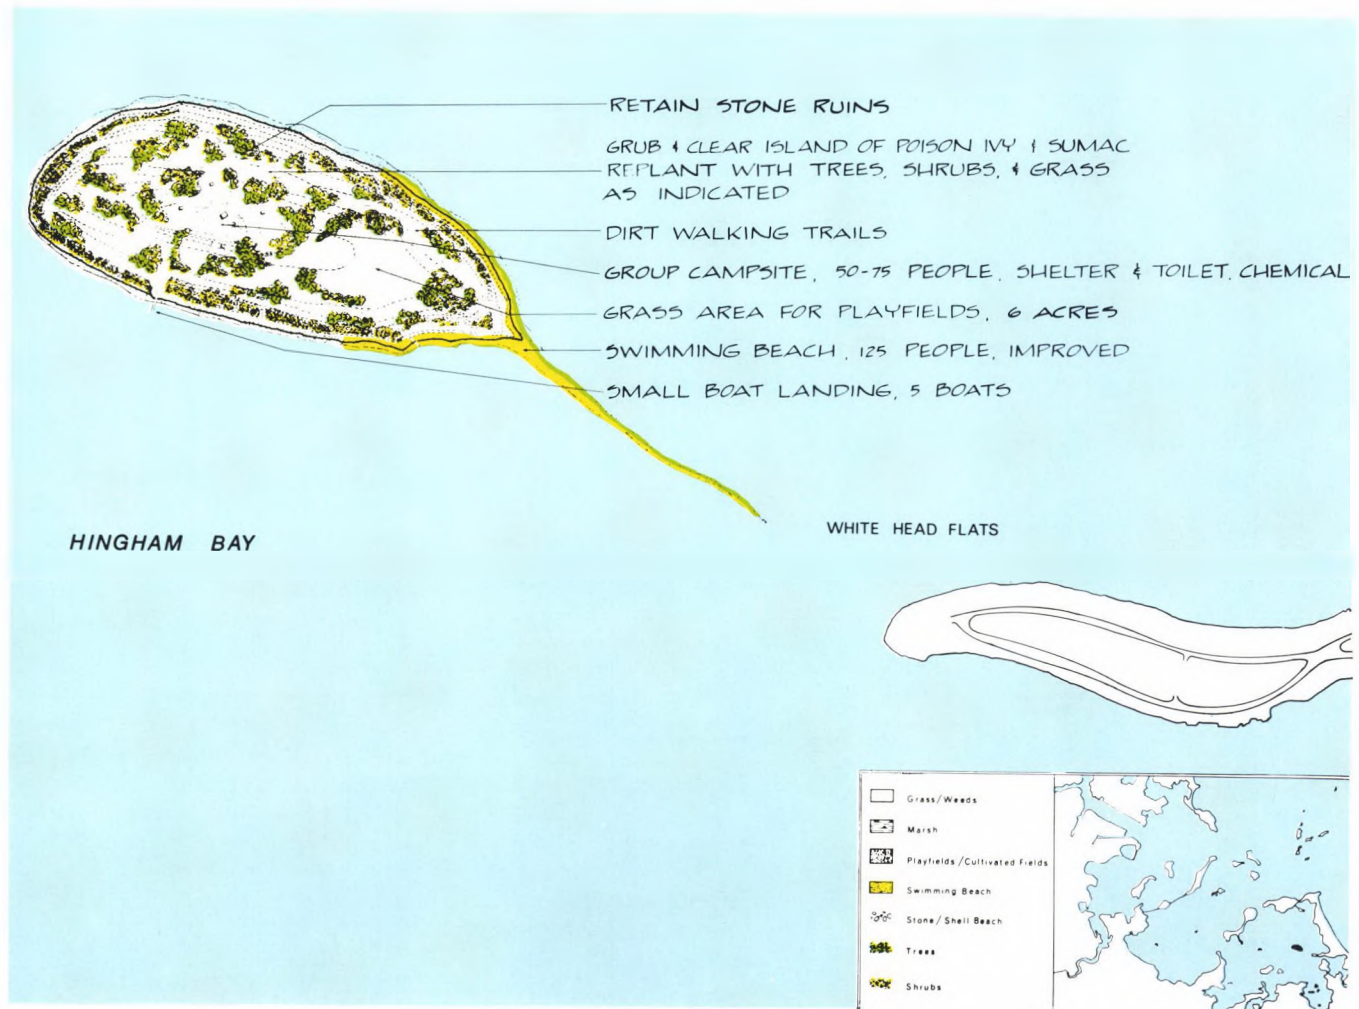 RETAIN STONE RUINS
GRUB & CLEAR ISLAND OF POISON IVY & SUMAC
REPLANT WITH TREES, SHRUBS, & GRASS
AS INDICATED
DIRT WALKING TRAILS
GROUP CAMPSITE, 50-75 PEOPLE, SHELTER & TOILET, CHEMICAL
GRASS AREA FOR PLAYFIELDS, 6 ACRES
SWIMMING BEACH, 125 PEOPLE, IMPROVED
SMALL BOAT LANDING, 5 BOATS
WHITE HEAD FLATS
HINGHAM BAY
Grass/Weeds
Marsh
Playfields/Cultivated Fields
Swimming Beach
Stone/Shell Beach
Trees
Shrubs